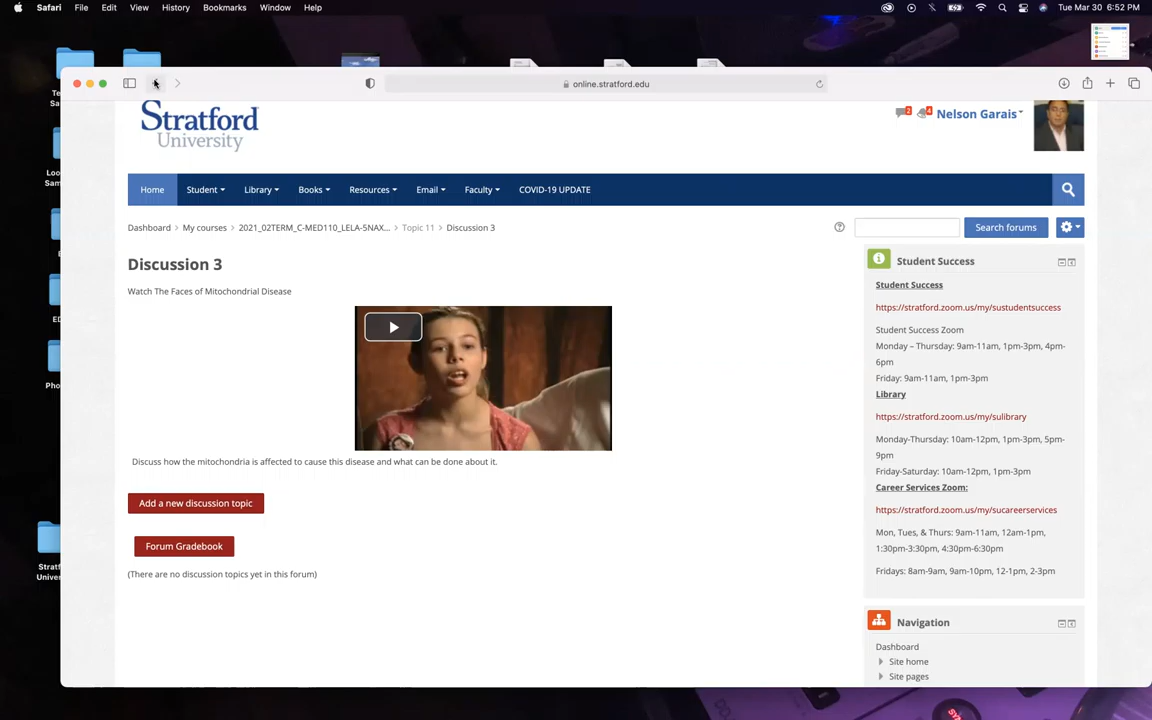 Safari File Edit View History Bookmarks Window Help Tue Mar 30 6:52 PM
online.stratford.edu
Stratford
University
2 4 Nelson Garais
Home Student Library Books Resources Email Faculty COVID-19 UPDATE
Dashboard My courses 2021_02TERM_C-MED110_LELA-5NAX... Topic 11 Discussion 3
Search forums
Discussion 3
Watch The Faces of Mitochondrial Disease
Discuss how the mitochondria is affected to cause this disease and what can be done about it.
Add a new discussion topic
Forum Gradebook
(There are no discussion topics yet in this forum)
Student Success
Student Success
https://stratford.zoom.us/my/sustudentsuccess
Student Success Zoom
Monday – Thursday: 9am-11am, 1pm-3pm, 4pm-
6pm
Friday: 9am-11am, 1pm-3pm
Library
https://stratford.zoom.us/my/sulibrary
Monday-Thursday: 10am-12pm, 1pm-3pm, 5pm-
9pm
Friday-Saturday: 10am-12pm, 1pm-3pm
Career Services Zoom:
https://stratford.zoom.us/my/sucareerservices
Mon, Tues, & Thurs: 9am-11am, 12am-1pm,
1:30pm-3:30pm, 4:30pm-6:30pm
Fridays: 8am-9am, 9am-10pm, 12-1pm, 2-3pm
Navigation
Dashboard
Site home
Site pages